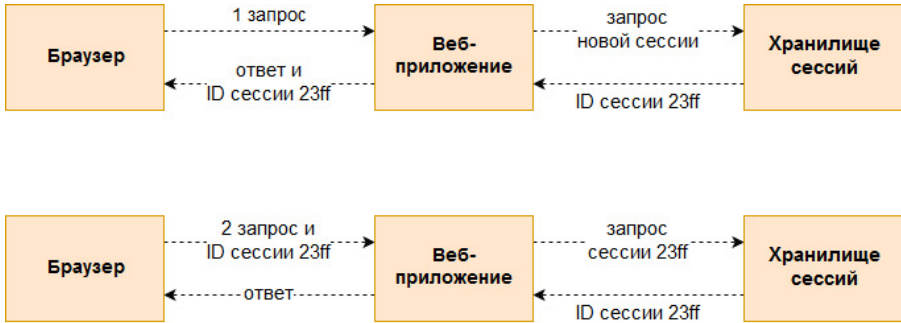 1 запрос
запрос
новой сессии
Браузер
Веб-
приложение
Хранилище
сессий
ответ и
ID сессии 23ff
ID сессии 23ff
2 запрос и
ID сессии 23ff
запрос
сессии 23ff
Браузер
Веб-
приложение
Хранилище
сессий
ответ
ID сессии 23ff